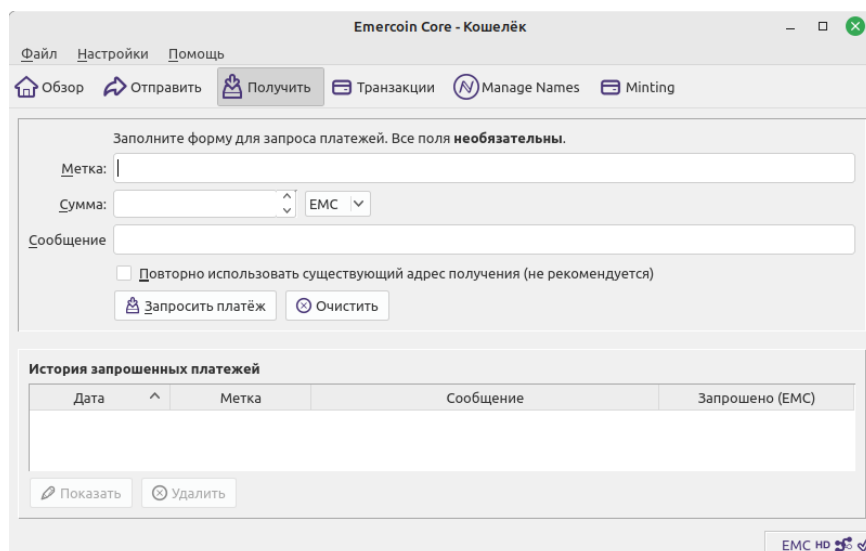 Emercoin Core - Кошелёк
Файл Настройки Помощь
Обзор Отправить Получить Транзакции Manage Names Minting
Заполните форму для запроса платежей. Все поля необязательны.
Метка:
Сумма: EMC
Сообщение
Повторно использовать существующий адрес получения (не рекомендуется)
Запросить платёж Очистить
История запрошенных платежей
Дата Метка Сообщение Запрошено (EMC)
Показать Удалить
EMC HD